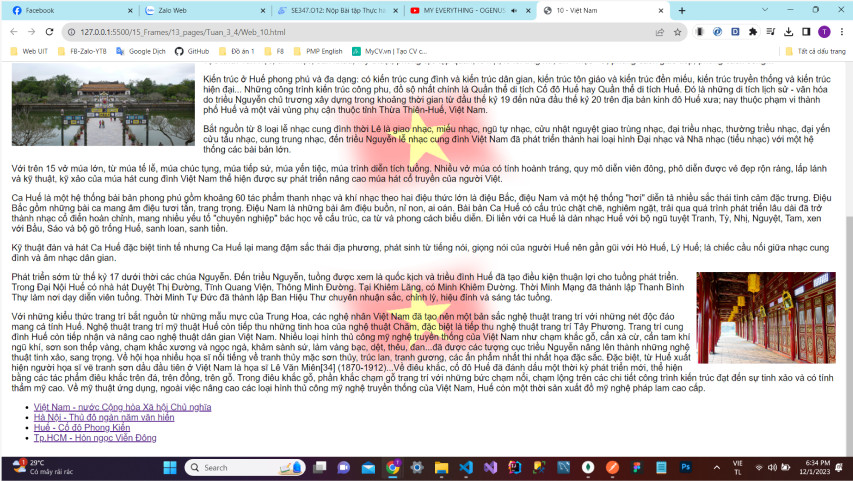 Facebook
Zalo Web
SE347.O12: Nộp Bài tập Thực h
MY EVERYTHING - OGENUS
10 - Việt Nam
127.0.0.1:5500/15_Frames/13_pages/Tuan_3_4/Web_10.html
T
Web UIT
FB-Zalo-YTB
Google Dịch
GitHub
Đồ án 1
F8
PMP English
MyCV.vn | Tạo CV c...
Tất cả dấu trang
Kiến trúc ở Huế phong phú và đa dạng: có kiến trúc cung đình và kiến trúc dân gian, kiến trúc tôn giáo và kiến trúc đền miếu, kiến trúc truyền thống và kiến trúc
hiện đại... Những công trình kiến trúc công phu, đồ sộ nhất chính là Quần thể di tích Cố đô Huế hay Quần thể di tích Huế. Đó là những di tích lịch sử - văn hóa
do triều Nguyễn chủ trương xây dựng trong khoảng thời gian từ đầu thế kỷ 19 đến nửa đầu thế kỷ 20 trên địa bàn kinh đô Huế xưa; nay thuộc phạm vi thành
phố Huế và một vài vùng phụ cận thuộc tỉnh Thừa Thiên-Huế, Việt Nam.
Bắt nguồn từ 8 loại lễ nhạc cung đình thời Lê là giao nhạc, miếu nhạc, ngũ tự nhạc, cứu nhật nguyệt giao trùng nhạc, đại triều nhạc, thường triều nhạc, đại yến
cửu tấu nhạc, cung trung nhạc, đến triều Nguyễn lễ nhạc cung đình Việt Nam đã phát triển thành hai loại hình Đại nhạc và Nhã nhạc (tiểu nhạc) với một hệ
thống các bài bản lớn.
Với trên 15 vở múa lớn, từ múa tế lễ, múa chúc tụng, múa tiếp sứ, múa yến tiệc, múa trình diễn tích tuồng. Nhiều vở múa có tính hoành tráng, quy mô diễn viên đông, phô diễn được vẻ đẹp rộn ràng, lấp lánh
và kỹ thuật, kỹ xảo của múa hát cung đình Việt Nam thể hiện được sự phát triển nâng cao múa hát cổ truyền của người Việt.
Ca Huế là một hệ thống bài bản phong phú gồm khoảng 60 tác phẩm thanh nhạc và khí nhạc theo hai điệu thức lớn là điệu Bắc, điệu Nam và một hệ thống "hơi" diễn tả nhiều sắc thái tình cảm đặc trưng. Điệu
Bắc gồm những bài ca mang âm điệu tươi tắn, trang trọng. Điệu Nam là những bài âm điệu buồn, nỉ non, ai oán. Bài bản Ca Huế có cấu trúc chặt chẽ, nghiêm ngặt, trải qua quá trình phát triển lâu dài đã trở
thành nhạc cổ điển hoàn chỉnh, mang nhiều yếu tố "chuyên nghiệp" bác học về cấu trúc, ca từ và phong cách biểu diễn. Đi liền với ca Huế là dàn nhạc Huế với bộ ngũ tuyệt Tranh, Tỳ, Nhị, Nguyệt, Tam, xen
với Bầu, Sáo và bộ gõ trống Huế, sanh loan, sanh tiền.
Kỹ thuật đàn và hát Ca Huế đặc biệt tinh tế nhưng Ca Huế lại mang đậm sắc thái địa phương, phát sinh từ tiếng nói, giọng nói của người Huế nên gần gũi với Hò Huế, Lý Huế; là chiếc cầu nối giữa nhạc cung
đình và âm nhạc dân gian.
Phát triển sớm từ thế kỷ 17 dưới thời các chúa Nguyễn. Đến triều Nguyễn, tuồng được xem là quốc kịch và triều đình Huế đã tạo điều kiện thuận lợi cho tuồng phát triển.
Trong Đại Nội Huế có nhà hát Duyệt Thị Đường, Tĩnh Quang Viện, Thông Minh Đường. Tại Khiêm Lăng, có Minh Khiêm Đường. Thời Minh Mạng đã thành lập Thanh Bình
Thự làm nơi dạy diễn viên tuồng. Thời Minh Tự Đức đã thành lập Ban Hiệu Thư chuyên nhuận sắc, chỉnh lý, hiệu đính và sáng tác tuồng.
Với những kiểu thức trang trí bắt nguồn từ những mẫu mực của Trung Hoa, các nghệ nhân Việt Nam đã tạo nên một bản sắc nghệ thuật trang trí với những nét độc đáo
mang cá tính Huế. Nghệ thuật trang trí mỹ thuật Huế còn tiếp thu những tinh hoa của nghệ thuật Chăm, đặc biệt là tiếp thu nghệ thuật trang trí Tây Phương. Trang trí cung
đình Huế còn tiếp nhận và nâng cao nghệ thuật dân gian Việt Nam. Nhiều loại hình thủ công mỹ nghệ truyền thống của Việt Nam như chạm khắc gỗ, cẩn xà cừ, cẩn tam khí
ngũ khí, sơn son thếp vàng, chạm khắc xương và ngọc ngà, khảm sành sứ, làm vàng bạc, dệt, thêu, đan...đã được các tượng cục triều Nguyễn nâng lên thành những nghệ
thuật tinh xảo, sang trọng. Về hội họa nhiều họa sĩ nổi tiếng về tranh thủy mặc sơn thủy, trúc lan, tranh gương, các ấn phẩm nhất thi nhất họa đặc sắc. Đặc biệt, từ Huế xuất
hiện người họa sĩ vẽ tranh sơn dầu đầu tiên ở Việt Nam là họa sĩ Lê Văn Miến[34] (1870-1912)...Về điêu khắc, cố đô Huế đã đánh dấu một thời kỳ phát triển mới, thể hiện
bằng các tác phẩm điêu khắc trên đá, trên đồng, trên gỗ. Trong điêu khắc gỗ, phần khắc chạm gỗ trang trí với những bức chạm nổi, chạm lộng trên các chi tiết công trình kiến trúc đạt đến sự tinh xảo và có tính
thẩm mỹ cao. Về mỹ thuật ứng dụng, ngoài việc nâng cao các loại hình thủ công mỹ nghệ truyền thống của Việt Nam, Huế còn một thời sản xuất đồ mỹ nghệ pháp lam cao cấp.
Việt Nam - nước Cộng hòa Xã hội Chủ nghĩa
Hà Nội - Thủ đô ngàn năm văn hiến
Huế - Cố đô Phong Kiến
Tp.HCM - Hòn ngọc Viễn Đông
29°C
Có mây rải rác
Search
VIE
TL
6:34 PM
12/1/2023